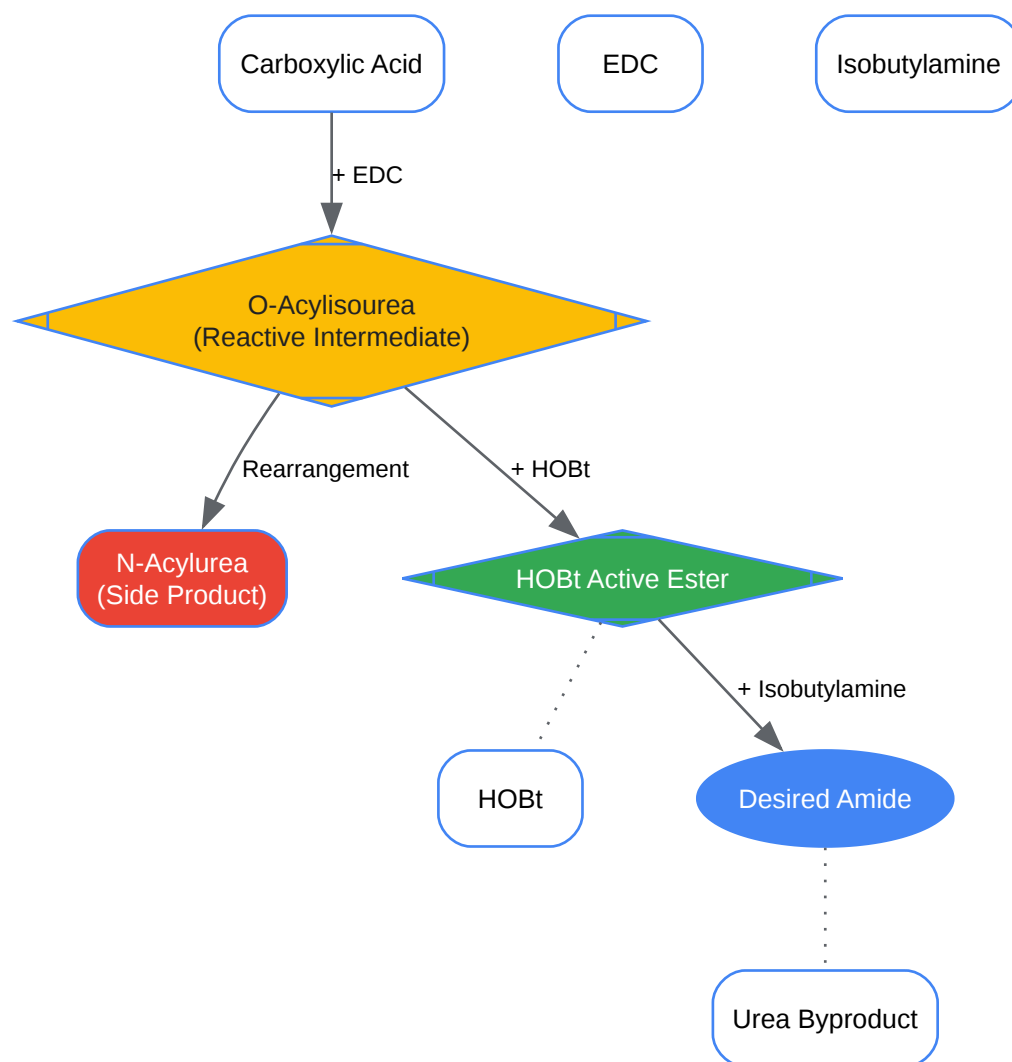 Carboxylic Acid
EDC
Isobutylamine
+ EDC
O-Acylisourea
(Reactive Intermediate)
Rearrangement
+ HOBt
N-Acylurea
(Side Product)
HOBt Active Ester
+ Isobutylamine
HOBt
Desired Amide
Urea Byproduct